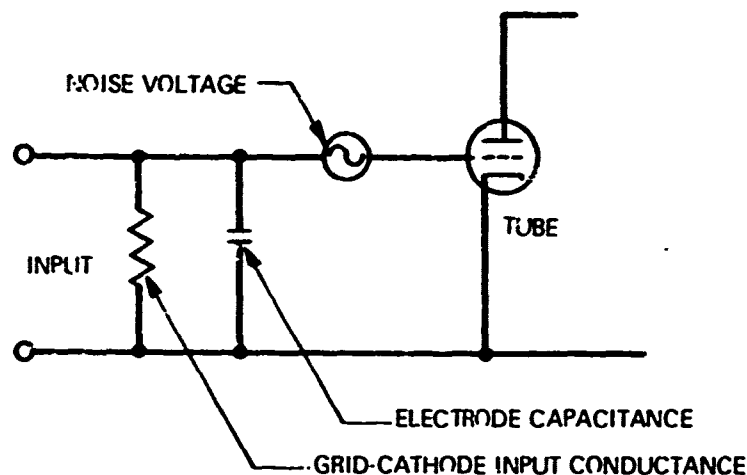 NOISE VOLTAGE
TUBE
INPUT
ELECTRODE CAPACITANCE
GRID-CATHODE INPUT CONDUCTANCE